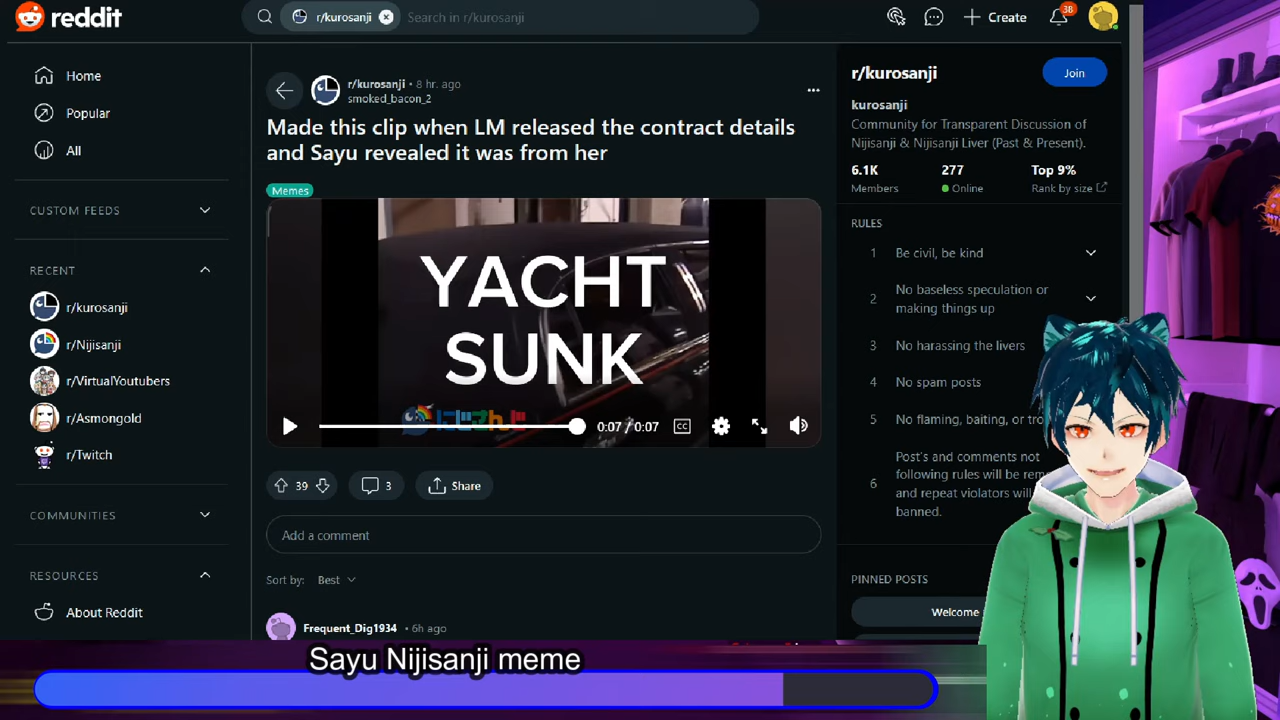 reddit
r/kurosanji
Search in r/kurosanji
Create
38
Home
Popular
All
CUSTOM FEEDS
RECENT
r/kurosanji
r/Nijisanji
r/VirtualYoutubers
r/Asmongold
r/Twitch
COMMUNITIES
RESOURCES
About Reddit
r/kurosanji • 8 hr. ago
smoked_bacon_2
Made this clip when LM released the contract details
and Sayu revealed it was from her
Memes
YACHT
SUNK
にじさんじ
0:07 / 0:07
CC
39
3
Share
Add a comment
Sort by: Best
Frequent_Dig1934 • 6h ago
r/kurosanji
Join
kurosanji
Community for Transparent Discussion of
Nijisanji & Nijisanji Liver (Past & Present).
6.1K
277
Top 9%
Members
Online
Rank by size
RULES
1 Be civil, be kind
2 No baseless speculation or
making things up
3 No harassing the livers
4 No spam posts
5 No flaming, baiting, or tro
6 Post's and comments not
following rules will be rem
and repeat violators will
banned.
PINNED POSTS
Welcome
Sayu Nijisanji meme